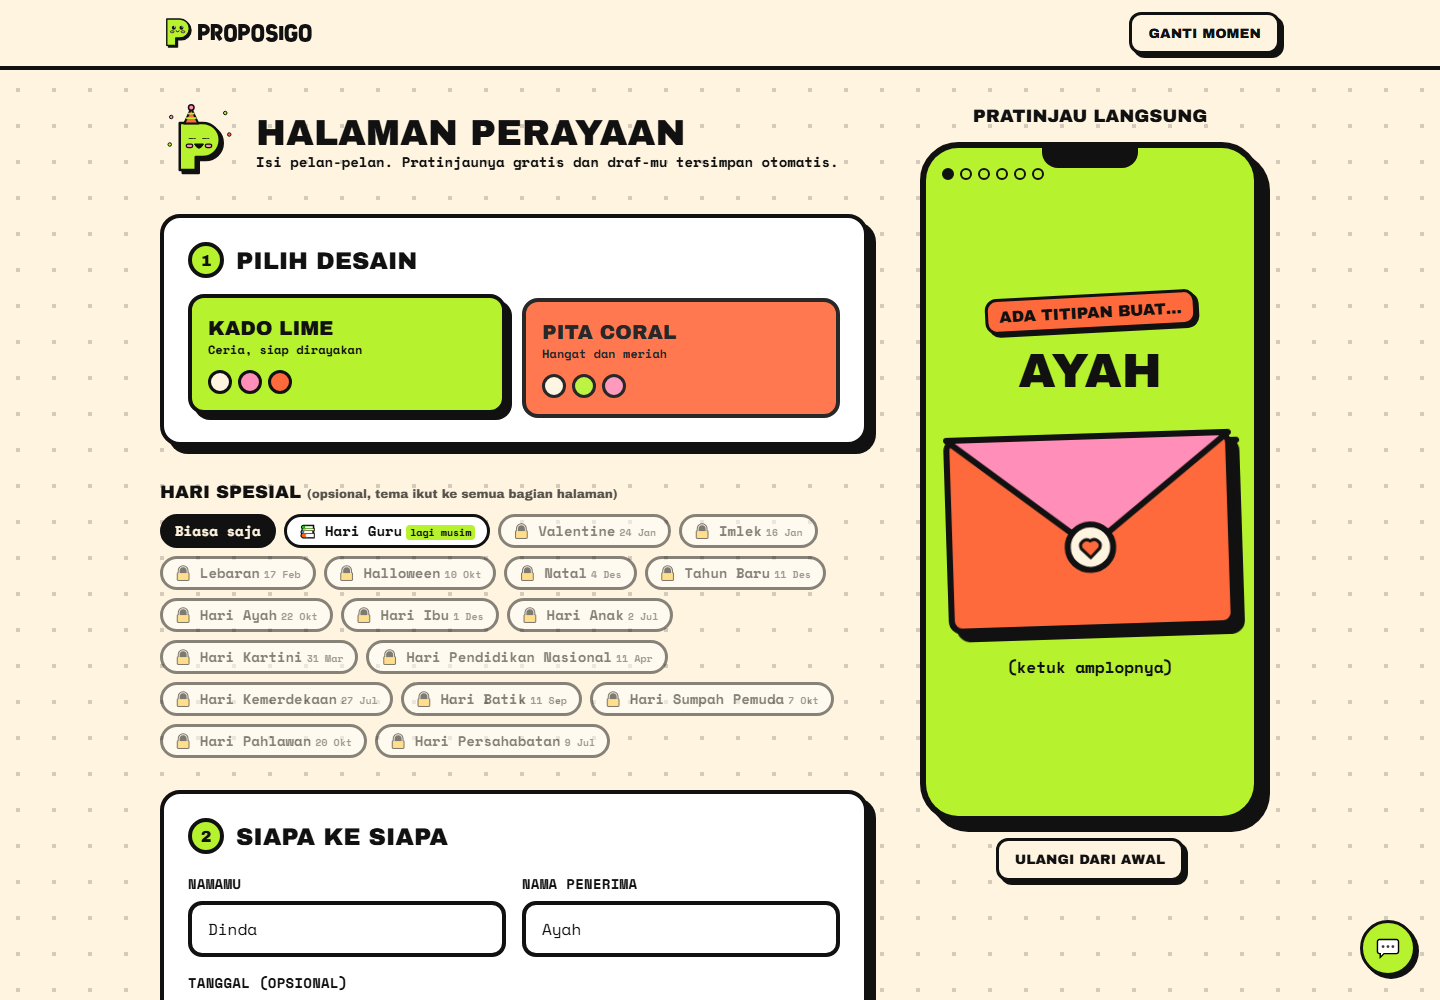 PROPOSIGO
GANTI MOMEN
HALAMAN PERAYAAN
Isi pelan-pelan. Pratinjaunya gratis dan draf-mu tersimpan otomatis.
1 PILIH DESAIN
KADO LIME
Ceria, siap dirayakan
PITA CORAL
Hangat dan meriah
HARI SPESIAL (opsional, tema ikut ke semua bagian halaman)
Biasa saja
Hari Guru lagi musim
Valentine 24 Jan
Imlek 16 Jan
Lebaran 17 Feb
Halloween 10 Okt
Natal 4 Des
Tahun Baru 11 Des
Hari Ayah 22 Okt
Hari Ibu 1 Des
Hari Anak 2 Jul
Hari Kartini 31 Mar
Hari Pendidikan Nasional 11 Apr
Hari Kemerdekaan 27 Jul
Hari Batik 11 Sep
Hari Sumpah Pemuda 7 Okt
Hari Pahlawan 20 Okt
Hari Persahabatan 9 Jul
2 SIAPA KE SIAPA
NAMAMU
Dinda
NAMA PENERIMA
Ayah
TANGGAL (OPSIONAL)
PRATINJAU LANGSUNG
ADA TITIPAN BUAT...
AYAH
(ketuk amplopnya)
ULANGI DARI AWAL